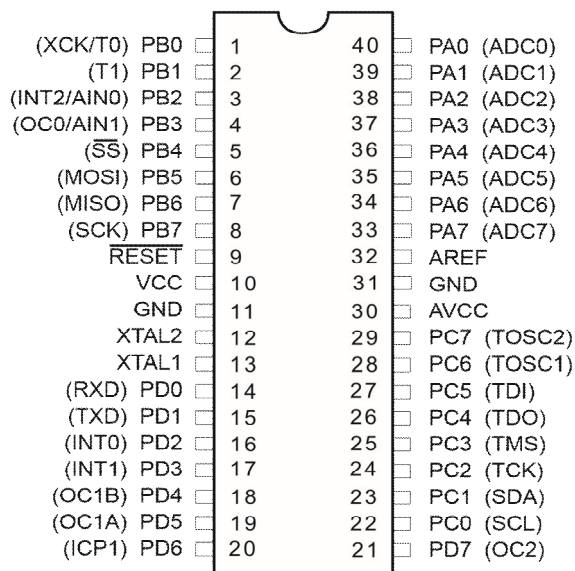 (XCK/T0) PB0 1 40 PA0 (ADC0)
(T1) PB1 2 39 PA1 (ADC1)
(INT2/AIN0) PB2 3 38 PA2 (ADC2)
(OC0/AIN1) PB3 4 37 PA3 (ADC3)
(S̅S̅) PB4 5 36 PA4 (ADC4)
(MOSI) PB5 6 35 PA5 (ADC5)
(MISO) PB6 7 34 PA6 (ADC6)
(SCK) PB7 8 33 PA7 (ADC7)
R̅E̅S̅E̅T̅ 9 32 AREF
VCC 10 31 GND
GND 11 30 AVCC
XTAL2 12 29 PC7 (TOSC2)
XTAL1 13 28 PC6 (TOSC1)
(RXD) PD0 14 27 PC5 (TDI)
(TXD) PD1 15 26 PC4 (TDO)
(INT0) PD2 16 25 PC3 (TMS)
(INT1) PD3 17 24 PC2 (TCK)
(OC1B) PD4 18 23 PC1 (SDA)
(OC1A) PD5 19 22 PC0 (SCL)
(ICP1) PD6 20 21 PD7 (OC2)